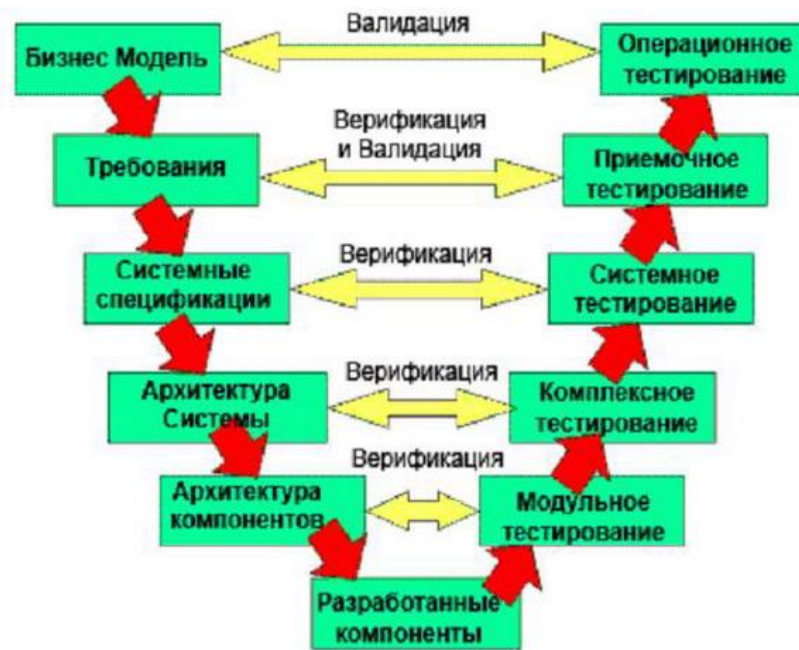 Валидация
Бизнес Модель
Операционное
тестирование
Верификация
и Валидация
Требования
Приемочное
тестирование
Верификация
Системные
спецификации
Системное
тестирование
Верификация
Архитектура
Системы
Комплексное
тестирование
Верификация
Архитектура
компонентов
Модульное
тестирование
Разработанные
компоненты